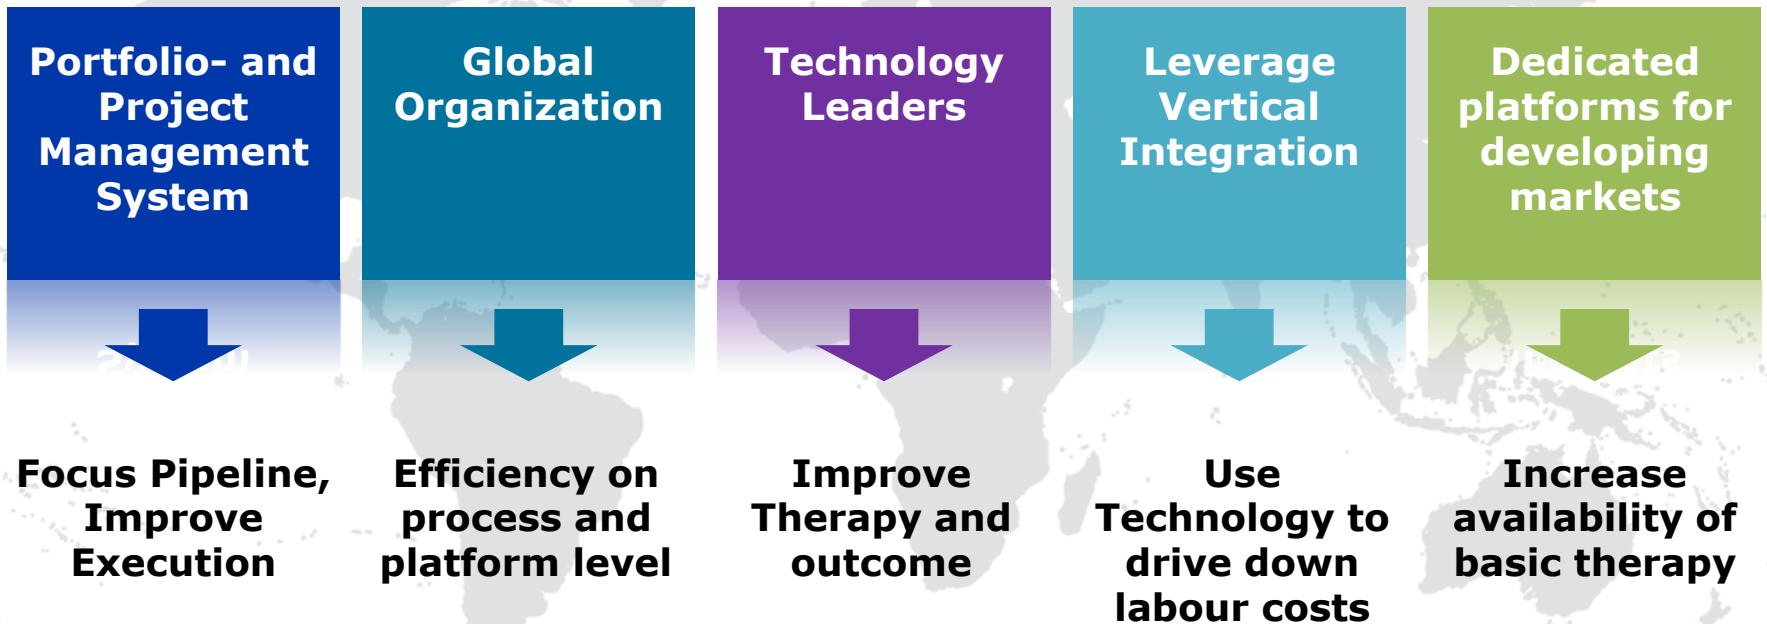 Portfolio- and
Project
Management
System
Global
Organization
Technology
Leaders
Leverage
Vertical
Integration
Dedicated
platforms for
developing
markets
Focus Pipeline,
Improve
Execution
Efficiency on
process and
platform level
Improve
Therapy and
outcome
Use
Technology to
drive down
labour costs
Increase
availability of
basic therapy